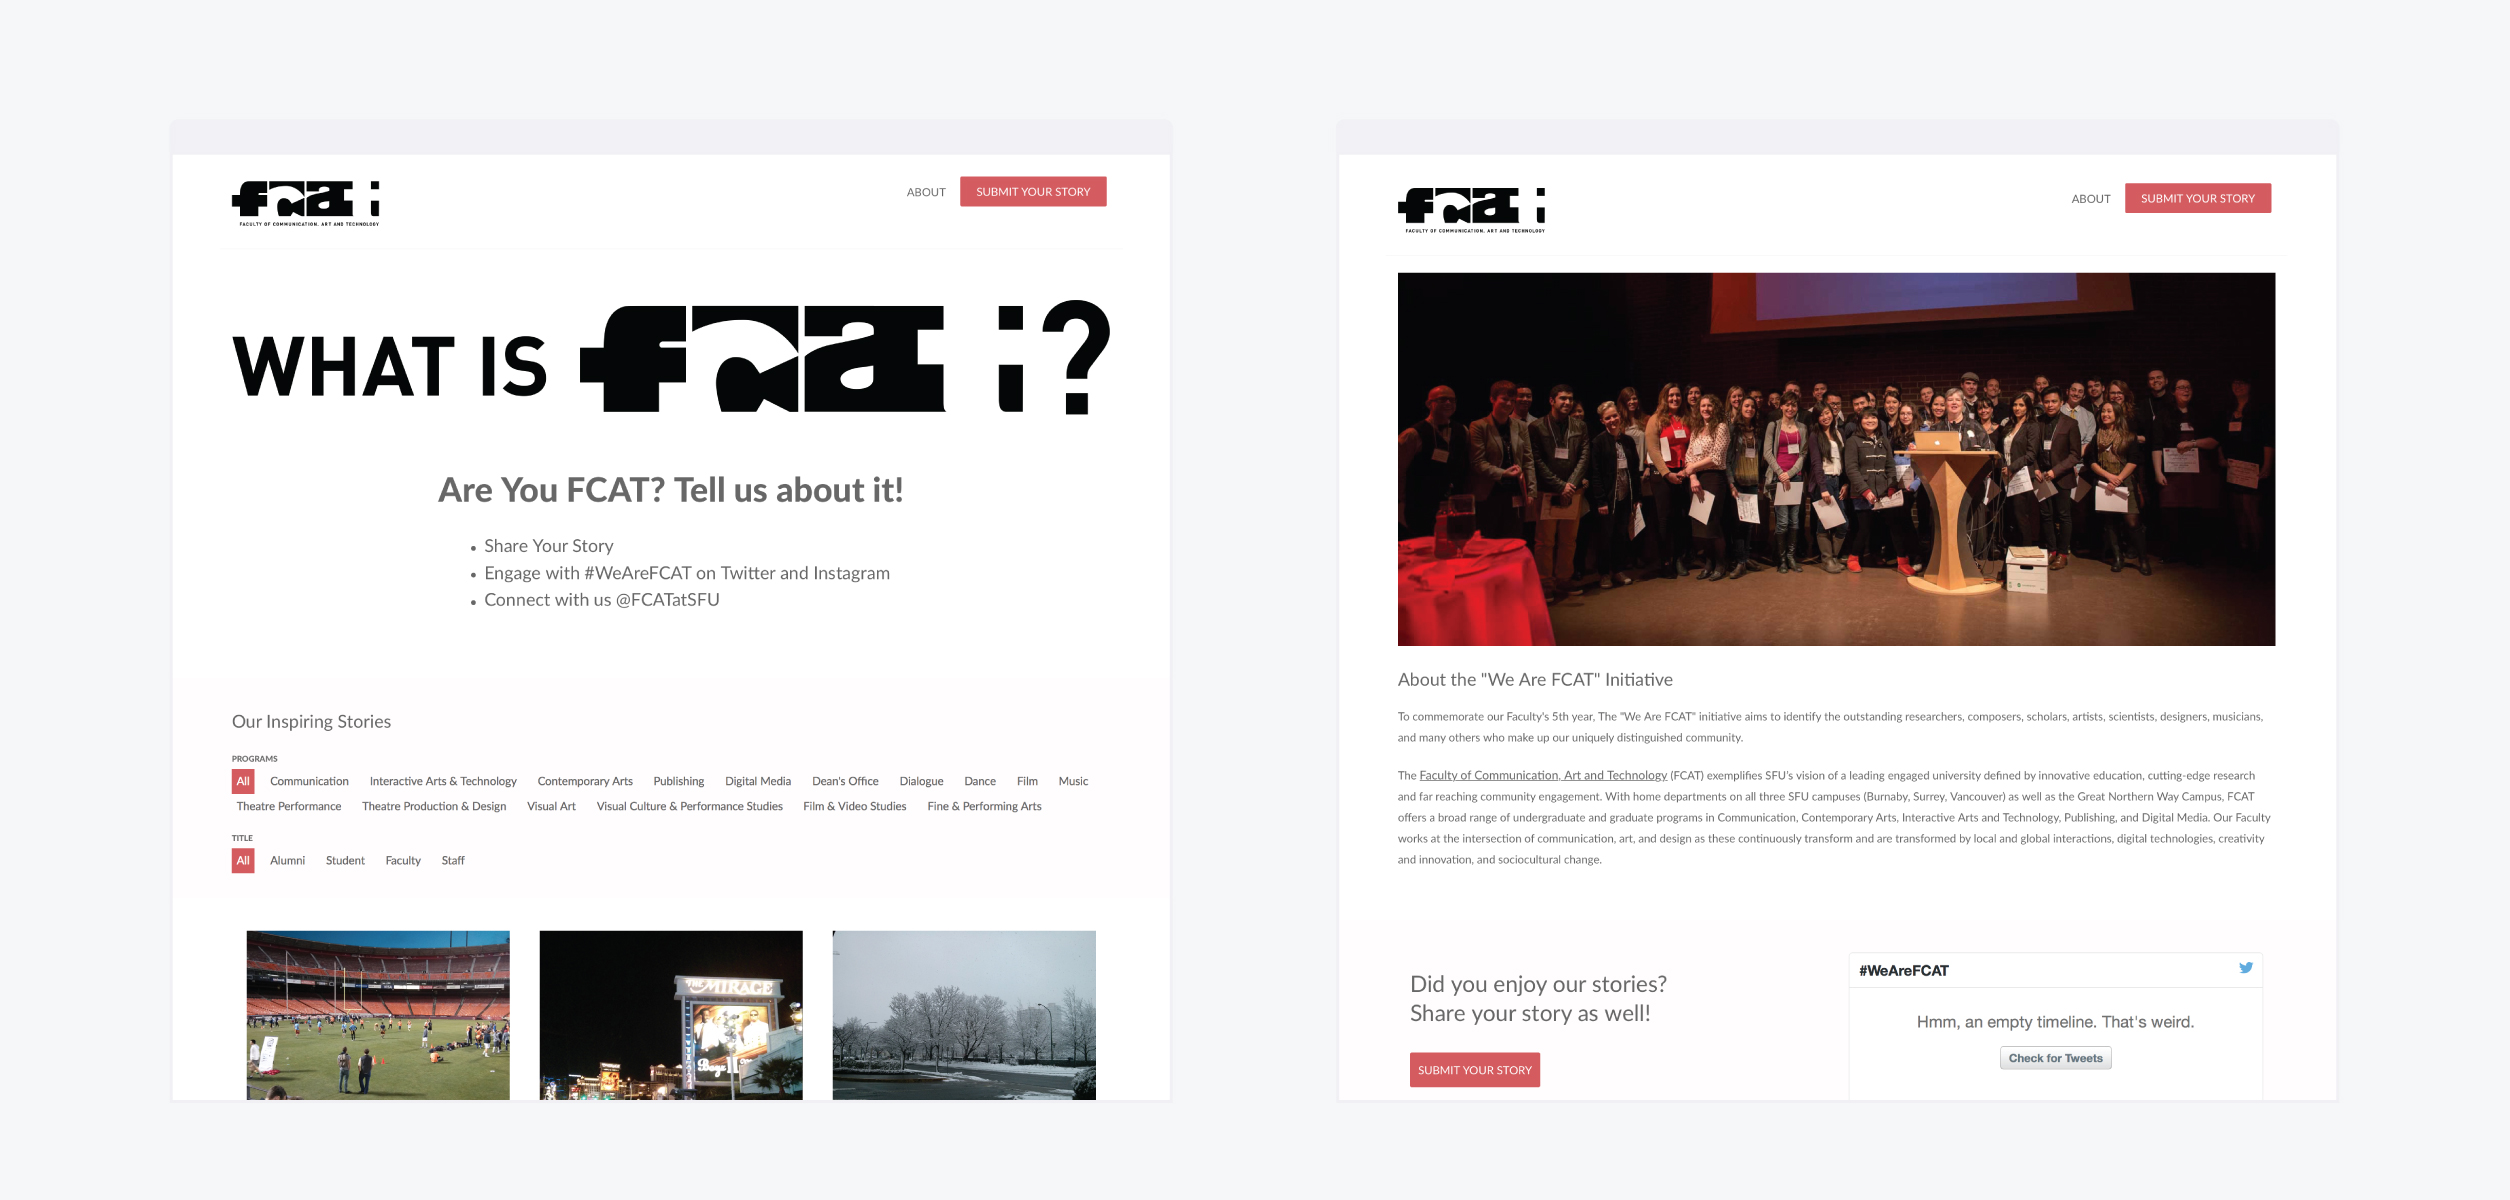 fcat
FACULTY OF COMMUNICATION, ART AND TECHNOLOGY
ABOUT
SUBMIT YOUR STORY
WHAT IS fcat?
Are You FCAT? Tell us about it!
• Share Your Story
• Engage with #WeAreFCAT on Twitter and Instagram
• Connect with us @FCATatSFU
Our Inspiring Stories
PROGRAMS
All Communication Interactive Arts & Technology Contemporary Arts Publishing Digital Media Dean's Office Dialogue Dance Film Music
Theatre Performance Theatre Production & Design Visual Art Visual Culture & Performance Studies Film & Video Studies Fine & Performing Arts
TITLE
All Alumni Student Faculty Staff
THE MIRAGE
fcat
FACULTY OF COMMUNICATION, ART AND TECHNOLOGY
ABOUT
SUBMIT YOUR STORY
About the "We Are FCAT" Initiative
To commemorate our Faculty's 5th year, The "We Are FCAT" initiative aims to identify the outstanding researchers, composers, scholars, artists, scientists, designers, musicians,
and many others who make up our uniquely distinguished community.
The Faculty of Communication, Art and Technology (FCAT) exemplifies SFU's vision of a leading engaged university defined by innovative education, cutting-edge research
and far reaching community engagement. With home departments on all three SFU campuses (Burnaby, Surrey, Vancouver) as well as the Great Northern Way Campus, FCAT
offers a broad range of undergraduate and graduate programs in Communication, Contemporary Arts, Interactive Arts and Technology, Publishing, and Digital Media. Our Faculty
works at the intersection of communication, art, and design as these continuously transform and are transformed by local and global interactions, digital technologies, creativity
and innovation, and sociocultural change.
Did you enjoy our stories?
Share your story as well!
SUBMIT YOUR STORY
#WeAreFCAT
Hmm, an empty timeline. That's weird.
Check for Tweets